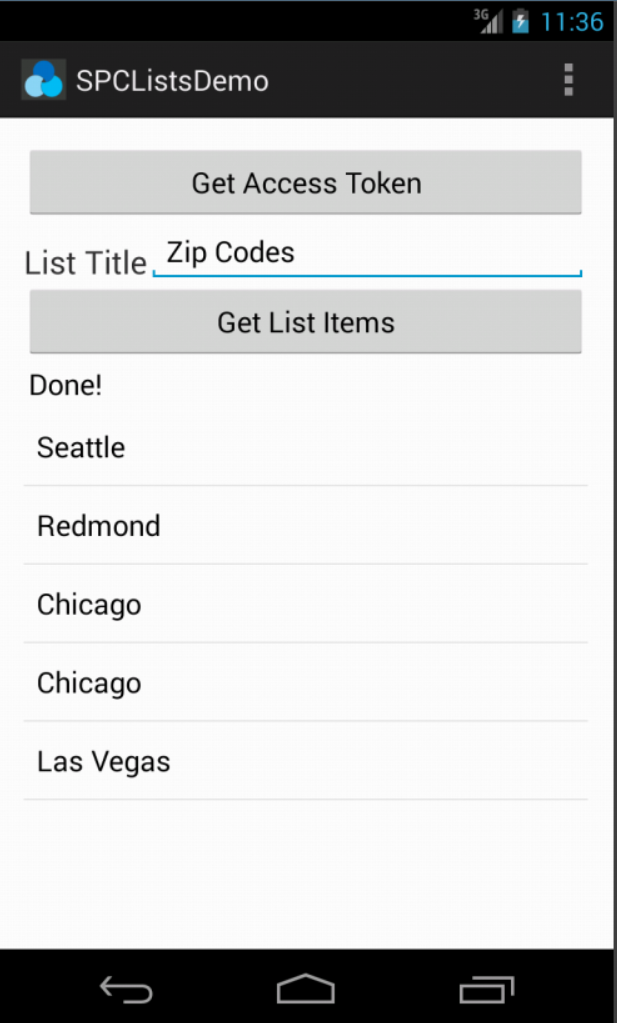 3G 11:36
SPCListsDemo
Get Access Token
List Title Zip Codes
Get List Items
Done!
Seattle
Redmond
Chicago
Chicago
Las Vegas